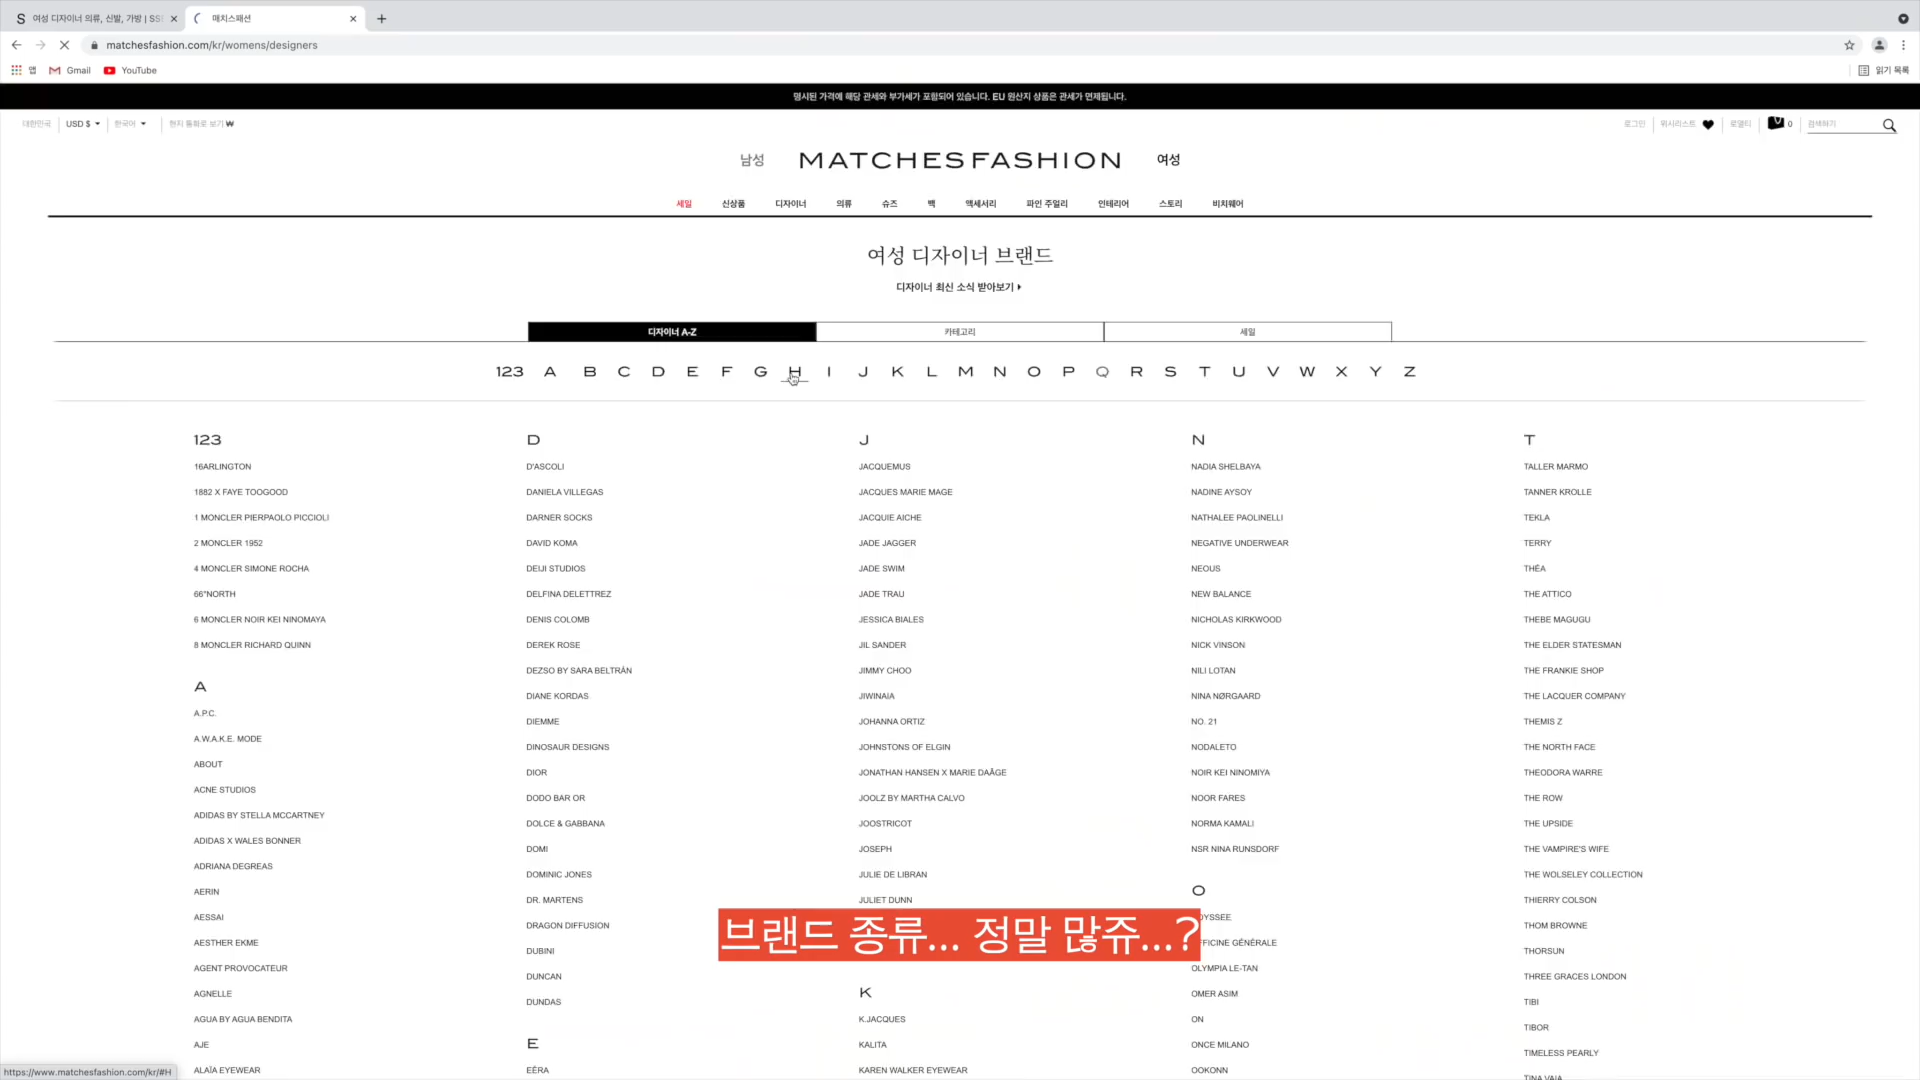 여성 디자이너 의류, 신발, 가방 | SSE
매치스패션
matchesfashion.com/kr/womens/designers
앱
Gmail
YouTube
읽기 목록
명시된 가격에 해당 관세와 부가세가 포함되어 있습니다. EU 원산지 상품은 관세가 면제됩니다.
대한민국
USD $
한국어
현지 통화로 보기 ₩
로그인
위시리스트
로열티
0
검색하기
남성
MATCHESFASHION
여성
세일
신상품
디자이너
의류
슈즈
백
액세서리
파인 주얼리
인테리어
스토리
비치웨어
여성 디자이너 브랜드
디자이너 최신 소식 받아보기
디자이너 A-Z
카테고리
세일
123 A B C D E F G H I J K L M N O P Q R S T U V W X Y Z
123
16ARLINGTON
1882 X FAYE TOOGOOD
1 MONCLER PIERPAOLO PICCIOLI
2 MONCLER 1952
4 MONCLER SIMONE ROCHA
66°NORTH
6 MONCLER NOIR KEI NINOMAYA
8 MONCLER RICHARD QUINN
A
A.P.C.
A.W.A.K.E. MODE
ABOUT
ACNE STUDIOS
ADIDAS BY STELLA MCCARTNEY
ADIDAS X WALES BONNER
ADRIANA DEGREAS
AERIN
AESSAI
AESTHER EKME
AGENT PROVOCATEUR
AGNELLE
AGUA BY AGUA BENDITA
AJE
ALAÏA EYEWEAR
D
D'ASCOLI
DANIELA VILLEGAS
DARNER SOCKS
DAVID KOMA
DEIJI STUDIOS
DELFINA DELETTREZ
DENIS COLOMB
DEREK ROSE
DEZSO BY SARA BELTRÁN
DIANE KORDAS
DIEMME
DINOSAUR DESIGNS
DIOR
DODO BAR OR
DOLCE & GABBANA
DOMI
DOMINIC JONES
DR. MARTENS
DRAGON DIFFUSION
DUBINI
DUNCAN
DUNDAS
E
EÉRA
J
JACQUEMUS
JACQUES MARIE MAGE
JACQUIE AICHE
JADE JAGGER
JADE SWIM
JADE TRAU
JESSICA BIALES
JIL SANDER
JIMMY CHOO
JIWINAIA
JOHANNA ORTIZ
JOHNSTONS OF ELGIN
JONATHAN HANSEN X MARIE DAÂGE
JOOLZ BY MARTHA CALVO
JOOSTRICOT
JOSEPH
JULIE DE LIBRAN
JULIET DUNN
K
K.JACQUES
KALITA
KAREN WALKER EYEWEAR
N
NADIA SHELBAYA
NADINE AYSOY
NATHALEE PAOLINELLI
NEGATIVE UNDERWEAR
NEOUS
NEW BALANCE
NICHOLAS KIRKWOOD
NICK VINSON
NILI LOTAN
NINA NØRGAARD
NO. 21
NODALETO
NOIR KEI NINOMIYA
NOOR FARES
NORMA KAMALI
NSR NINA RUNSDORF
O
DYSSEE
FFICINE GÉNÉRALE
OLYMPIA LE-TAN
OMER ASIM
ON
ONCE MILANO
OOKONN
T
TALLER MARMO
TANNER KROLLE
TEKLA
TERRY
THÉA
THE ATTICO
THEBE MAGUGU
THE ELDER STATESMAN
THE FRANKIE SHOP
THE LACQUER COMPANY
THEMIS Z
THE NORTH FACE
THEODORA WARRE
THE ROW
THE UPSIDE
THE VAMPIRE'S WIFE
THE WOLSELEY COLLECTION
THIERRY COLSON
THOM BROWNE
THORSUN
THREE GRACES LONDON
TIBI
TIBOR
TIMELESS PEARLY
TINA VAIA
브랜드 종류... 정말 많쥬...?
https://www.matchesfashion.com/kr/#H